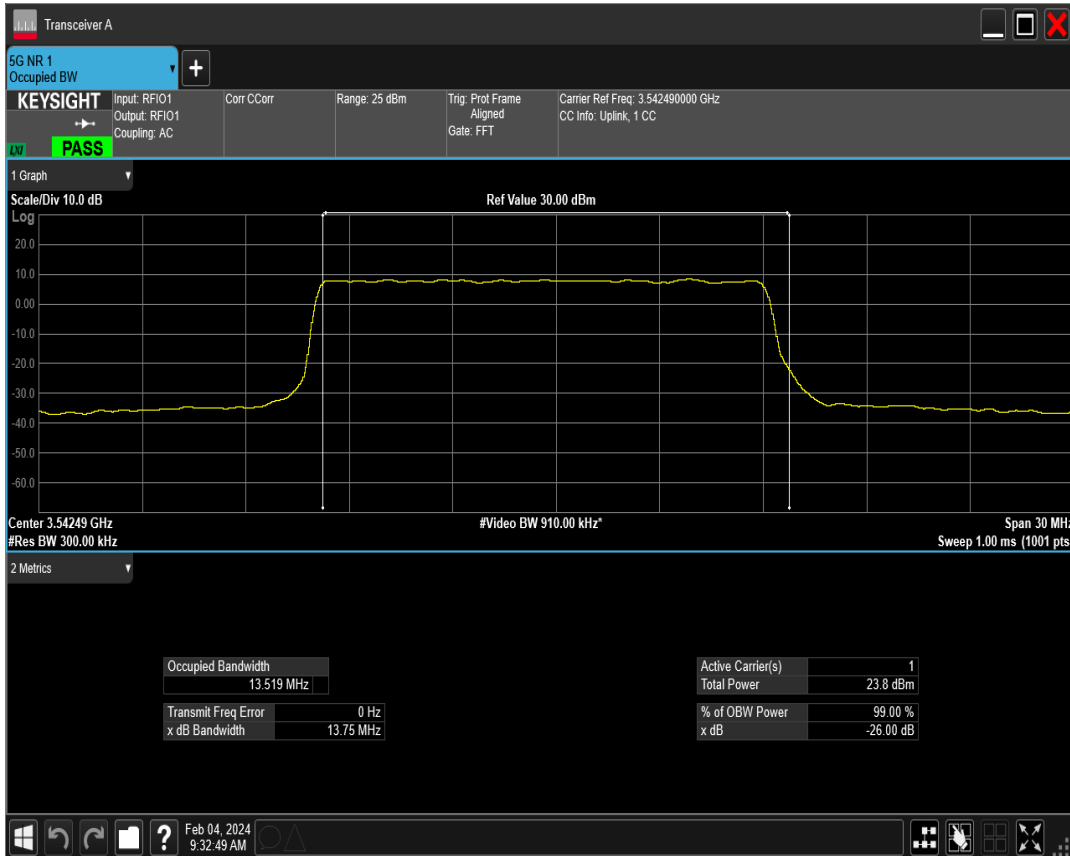 Transceiver A
5G NR 1
Occupied BW
KEYSIGHT
LXI
PASS
Input: RFIO1
Output: RFIO1
Coupling: AC
Corr CCorr
Range: 25 dBm
Trig: Prot Frame
Aligned
Gate: FFT
Carrier Ref Freq: 3.542490000 GHz
CC Info: Uplink, 1 CC
1 Graph
Scale/Div 10.0 dB
Ref Value 30.00 dBm
Log
20.0
10.0
0.00
-10.0
-20.0
-30.0
-40.0
-50.0
-60.0
Center 3.54249 GHz
#Video BW 910.00 kHz*
Span 30 MHz
#Res BW 300.00 kHz
Sweep 1.00 ms (1001 pts
2 Metrics
Occupied Bandwidth
13.519 MHz
Transmit Freq Error 0 Hz
x dB Bandwidth 13.75 MHz
Active Carrier(s) 1
Total Power 23.8 dBm
% of OBW Power 99.00 %
x dB -26.00 dB
Feb 04, 2024
9:32:49 AM